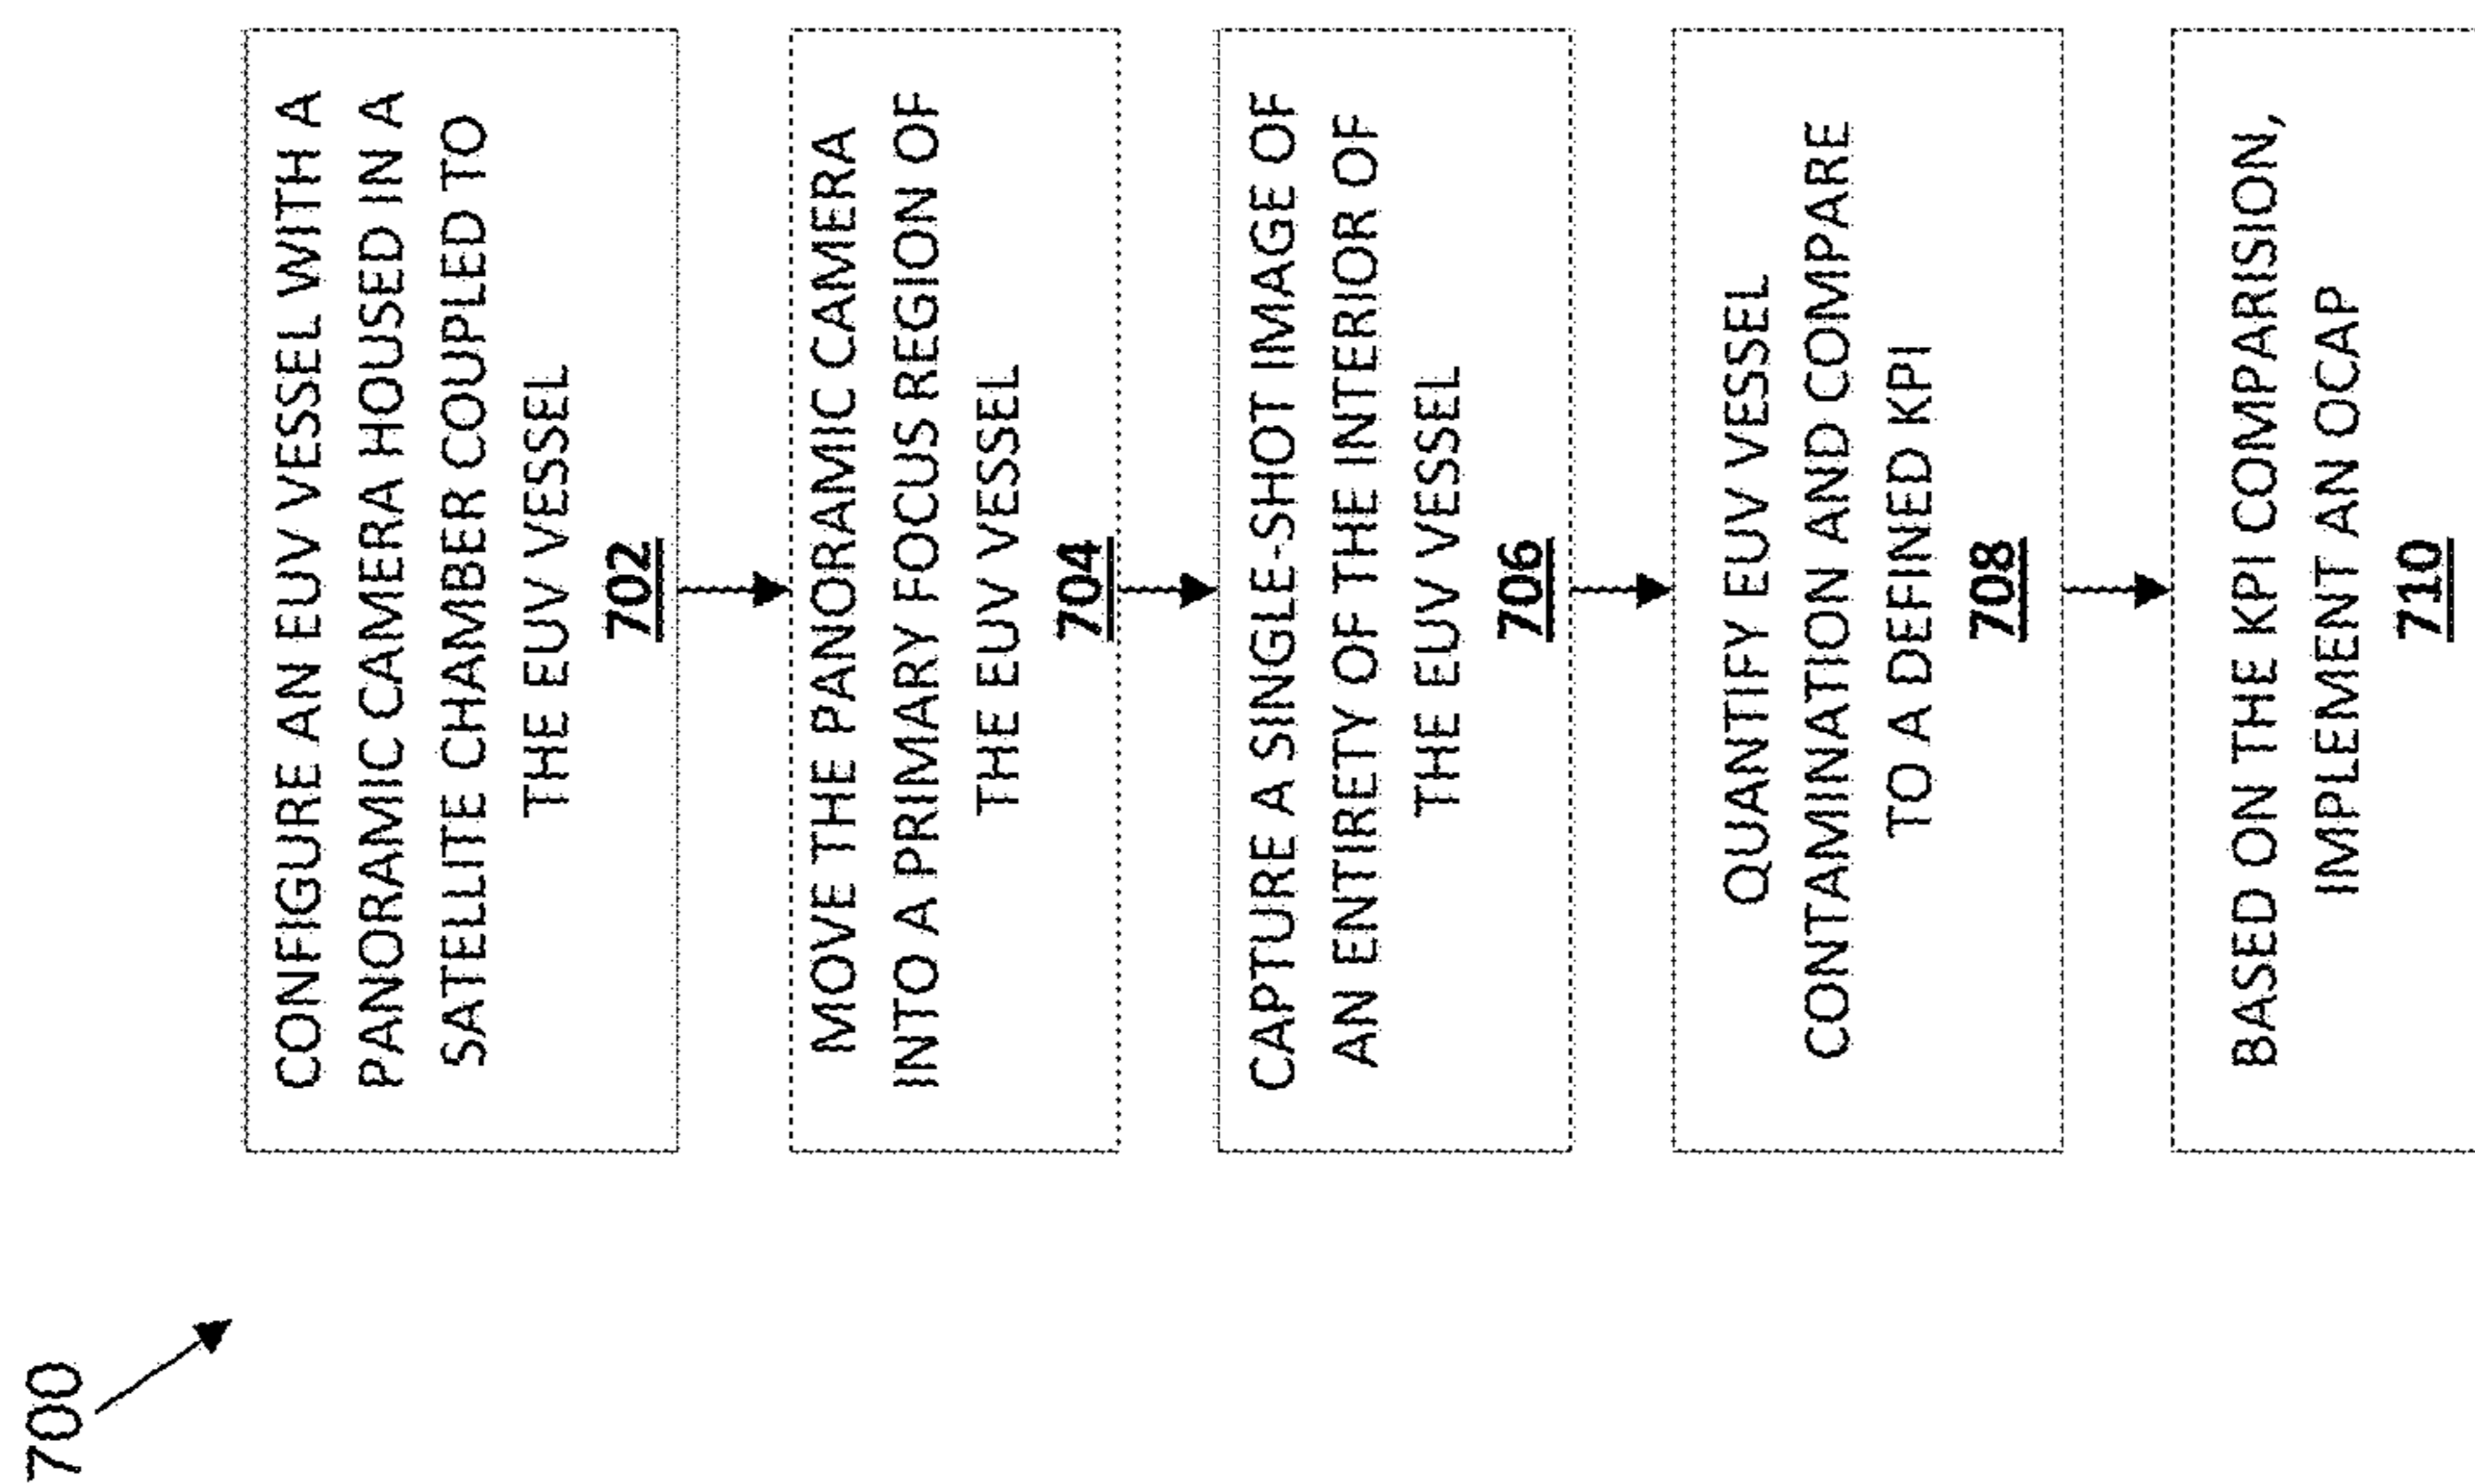 700
CONFIGURE AN EUV VESSEL WITH A
PANORAMIC CAMERA HOUSED IN A
SATELLITE CHAMBER COUPLED TO
THE EUV VESSEL
702
MOVE THE PANORAMIC CAMERA
INTO A PRIMARY FOCUS REGION OF
THE EUV VESSEL
704
CAPTURE A SINGLE-SHOT IMAGE OF
AN ENTIRETY OF THE INTERIOR OF
THE EUV VESSEL
706
QUANTIFY EUV VESSEL
CONTAMINATION AND COMPARE
TO A DEFINED KPI
708
BASED ON THE KPI COMPARISION,
IMPLEMENT AN OCAP
710